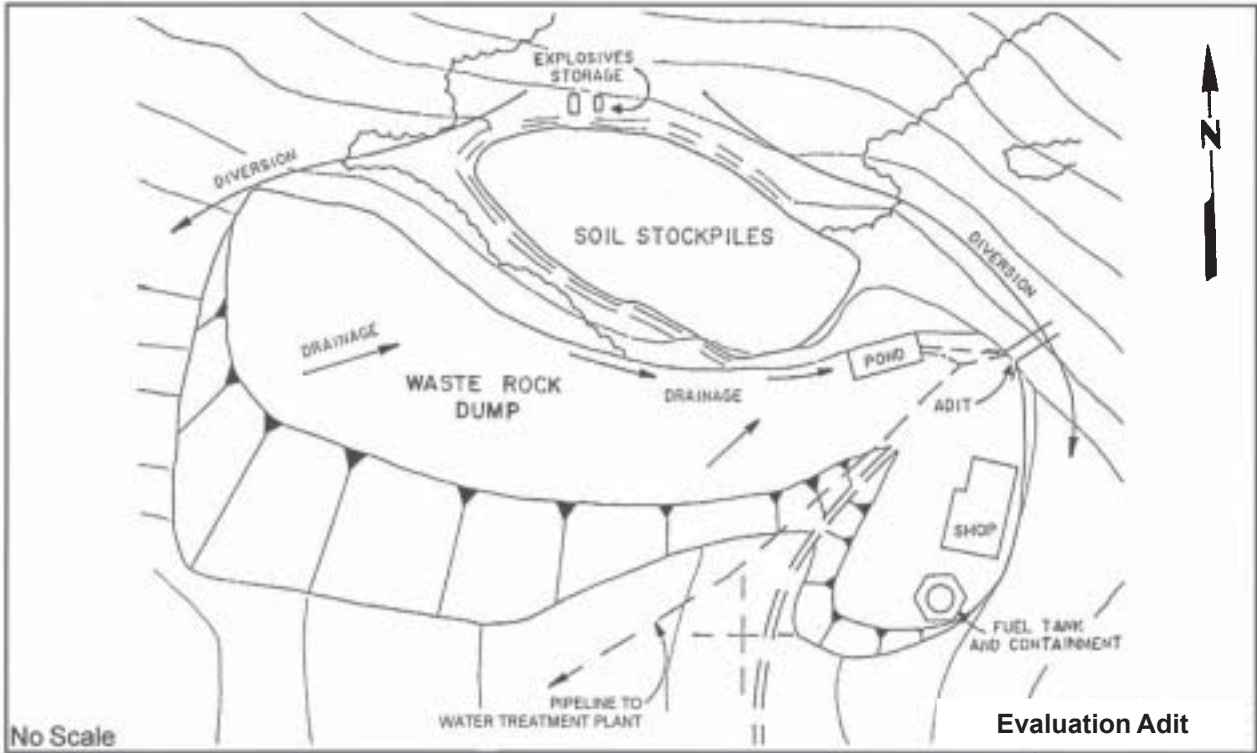 EXPLOSIVES
STORAGE
N
DIVERSION
SOIL STOCKPILES
DIVERSION
DRAINAGE
POND
WASTE ROCK
DUMP
DRAINAGE
ADIT
SHOP
FUEL TANK
AND CONTAINMENT
PIPELINE TO
WATER TREATMENT PLANT
No Scale
Evaluation Adit